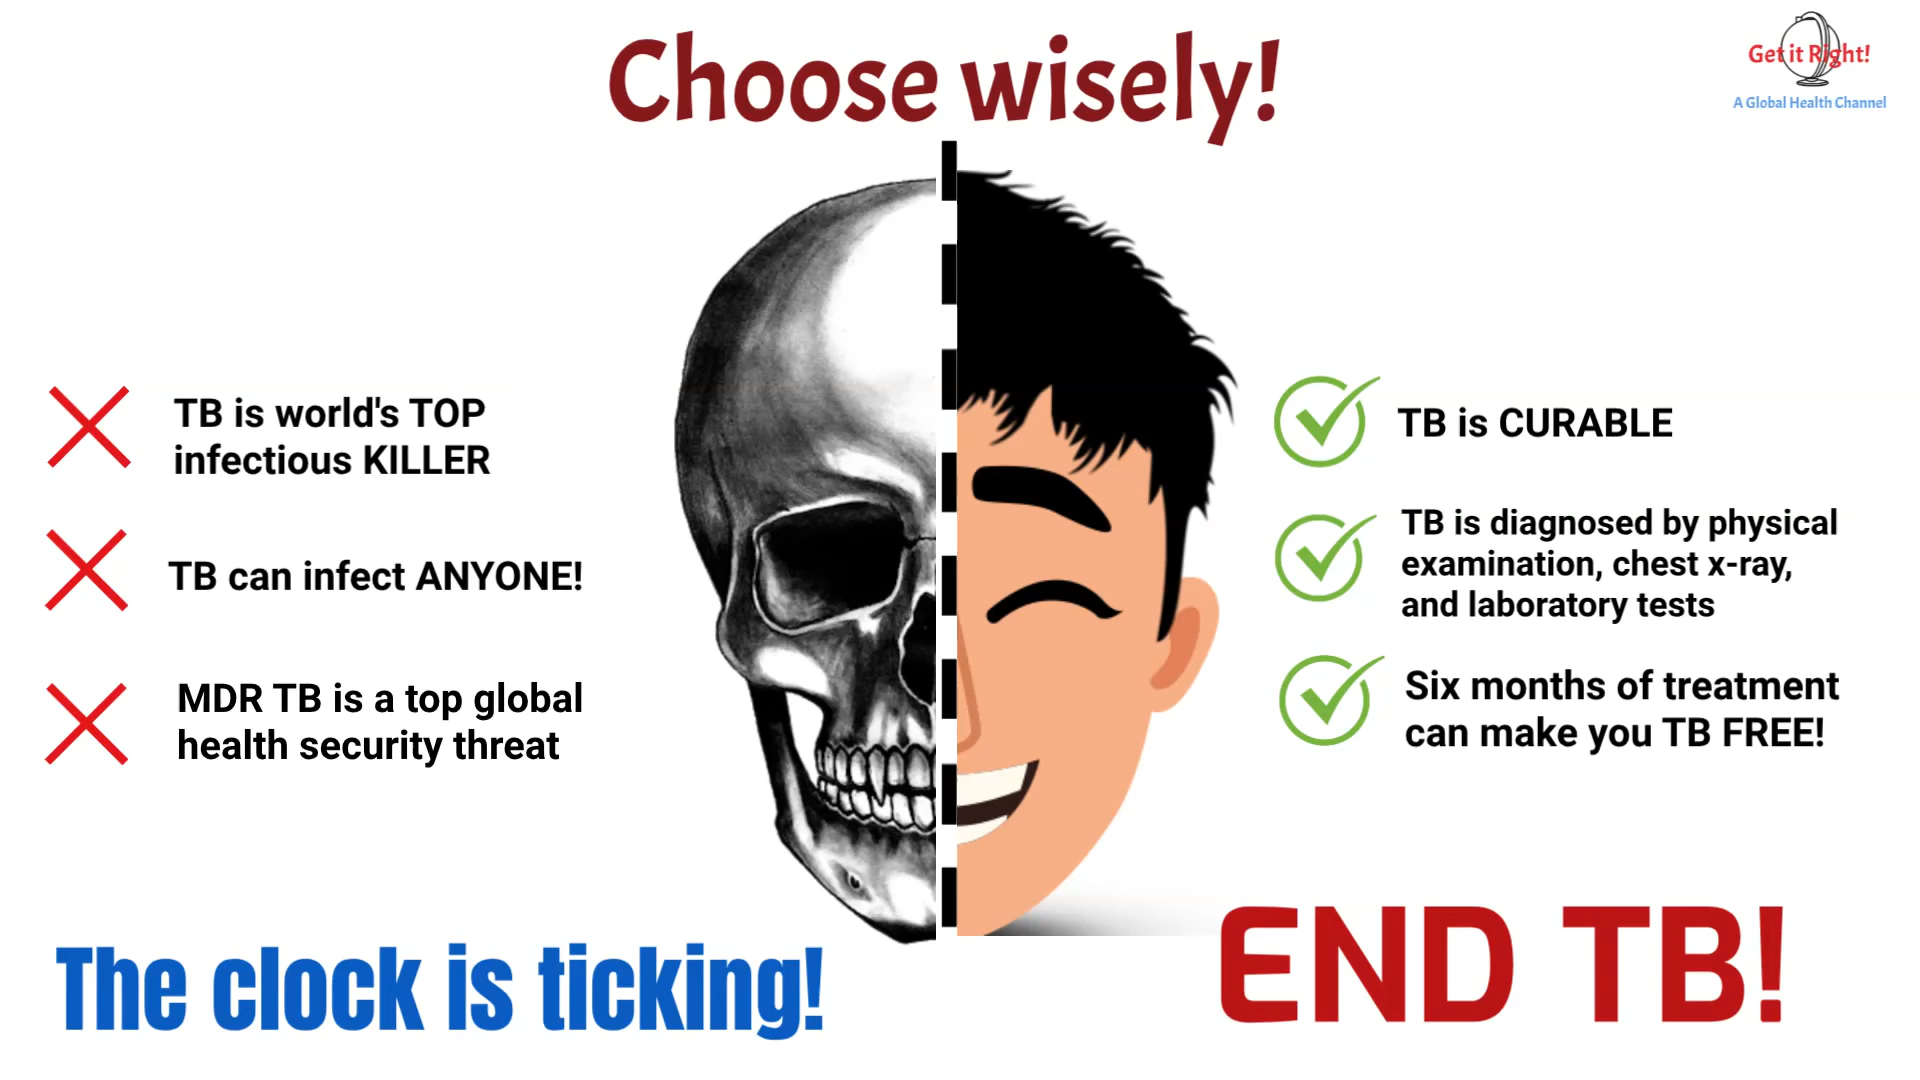 Choose wisely!
Get it Right!
A Global Health Channel
TB is world's TOP
infectious KILLER
TB can infect ANYONE!
MDR TB is a top global
health security threat
TB is CURABLE
TB is diagnosed by physical
examination, chest x-ray,
and laboratory tests
Six months of treatment
can make you TB FREE!
The clock is ticking!
END TB!